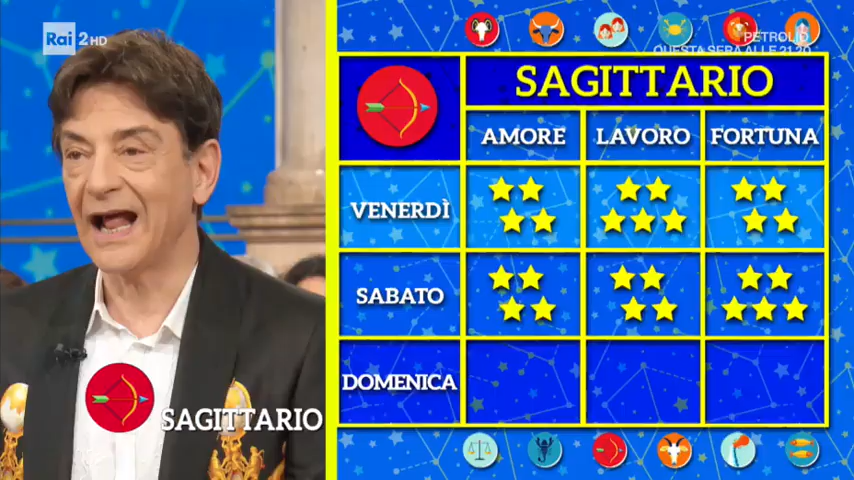 Rai 2 HD
PETROLIO
QUESTA SERA ALLE 21.20
SAGITTARIO
AMORE LAVORO FORTUNA
VENERDÌ
SABATO
DOMENICA
SAGITTARIO